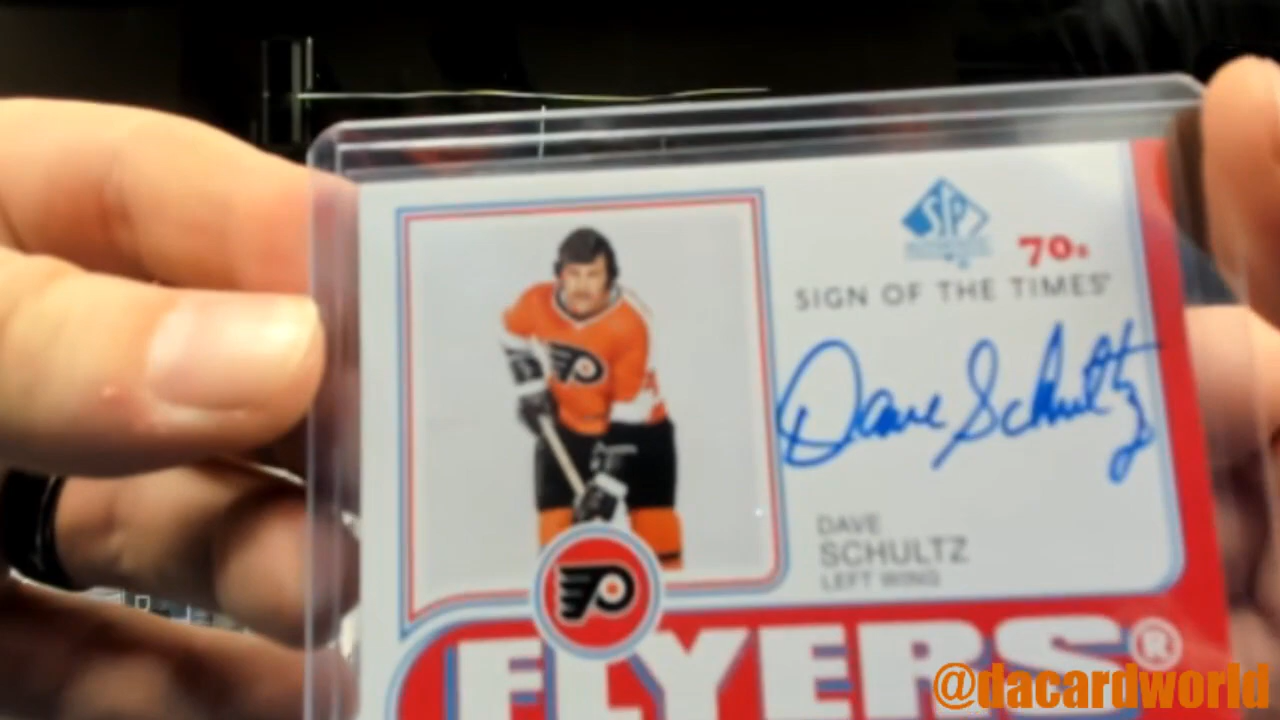 SP
70s
SIGN OF THE TIMES
Dave Schultz
DAVE
SCHULTZ
LEFT WING
FLYERS®
@dacardworld